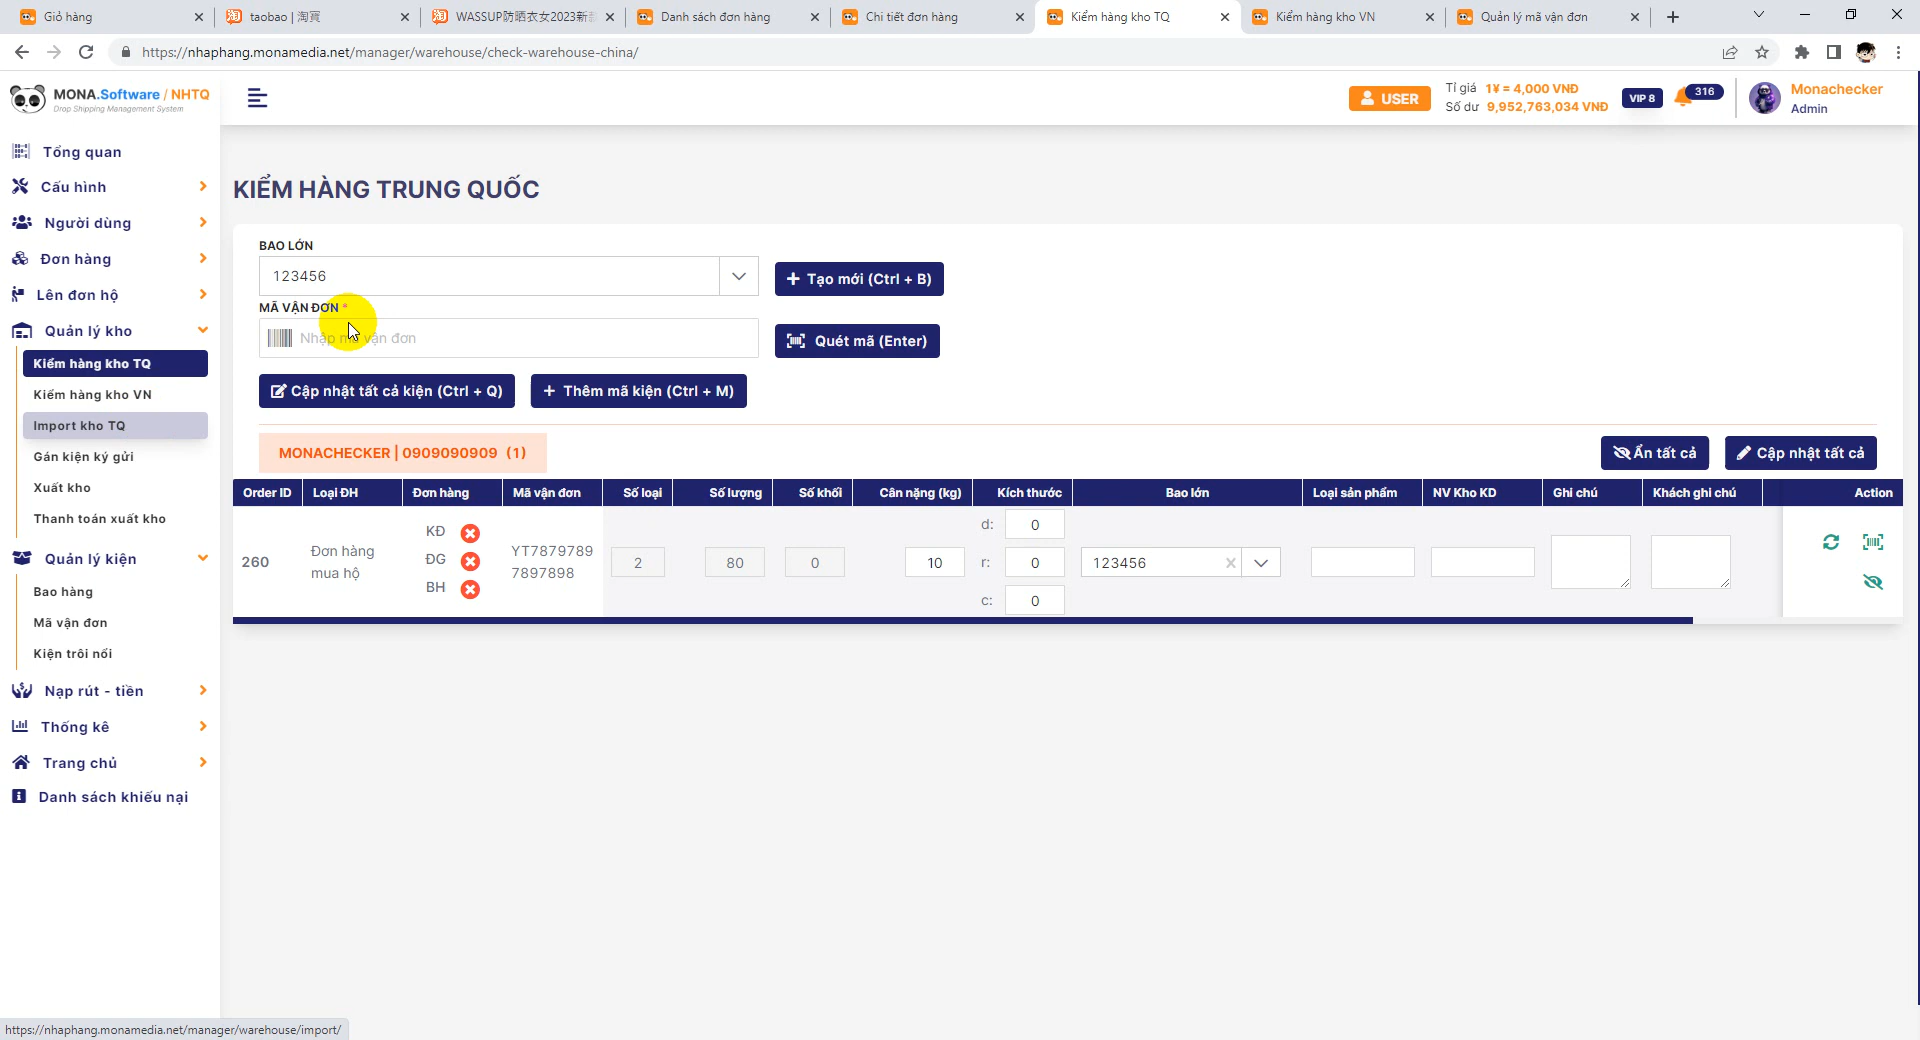 Giỏ hàng
taobao | 淘寶
WASSUP防晒衣女2023新
Danh sách đơn hàng
Chi tiết đơn hàng
Kiểm hàng kho TQ
Kiểm hàng kho VN
Quản lý mã vận đơn
https://nhaphang.monamedia.net/manager/warehouse/check-warehouse-china/
MONA.Software / NHTQ
Drop Shipping Management System
USER
Tỉ giá 1¥ = 4,000 VNĐ
Số dư 9,952,763,034 VNĐ
VIP 8
316
Monachecker
Admin
Tổng quan
Cấu hình
Người dùng
Đơn hàng
Lên đơn hộ
Quản lý kho
Kiểm hàng kho TQ
Kiểm hàng kho VN
Import kho TQ
Gán kiện ký gửi
Xuất kho
Thanh toán xuất kho
Quản lý kiện
Bao hàng
Mã vận đơn
Kiện trôi nổi
Nạp rút - tiền
Thống kê
Trang chủ
Danh sách khiếu nại
KIỂM HÀNG TRUNG QUỐC
BAO LỚN
123456
Tạo mới (Ctrl + B)
MÃ VẬN ĐƠN *
Nhập mã vận đơn
Quét mã (Enter)
Cập nhật tất cả kiện (Ctrl + Q)
Thêm mã kiện (Ctrl + M)
MONACHECKER | 0909090909 (1)
Ẩn tất cả
Cập nhật tất cả
Order ID Loại ĐH Đơn hàng Mã vận đơn Số loại Số lượng Số khối Cân nặng (kg) Kích thước Bao lớn Loại sản phẩm NV Kho KD Ghi chú Khách ghi chú Action
260
Đơn hàng
mua hộ
KĐ
ĐG
BH
YT7879789
7897898
2
80
0
10
d: 0
r: 0
c: 0
123456
https://nhaphang.monamedia.net/manager/warehouse/import/